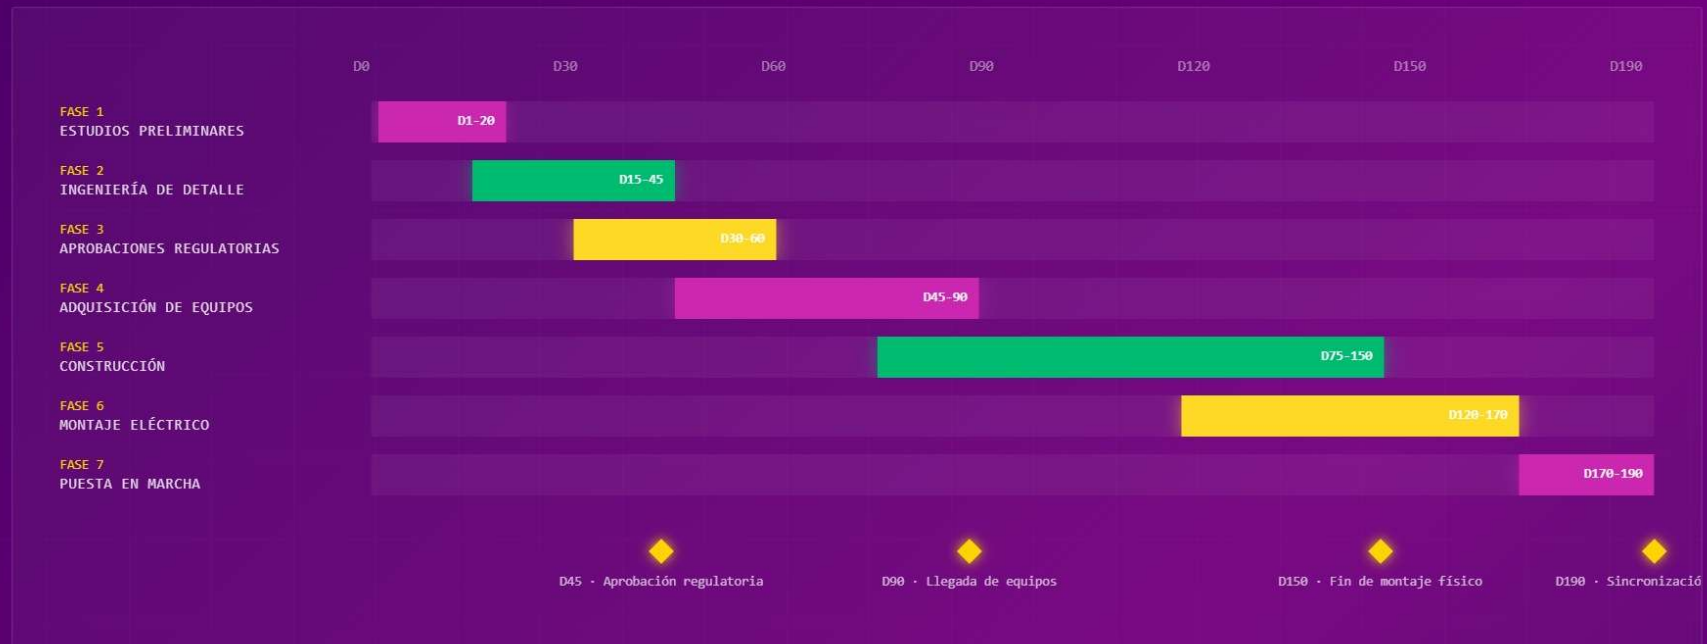 D0 D30 D60 D90 D120 D150 D190
FASE 1
ESTUDIOS PRELIMINARES
D1-20
FASE 2
INGENIERÍA DE DETALLE
D15-45
FASE 3
APROBACIONES REGULATORIAS
D30-60
FASE 4
ADQUISICIÓN DE EQUIPOS
D45-90
FASE 5
CONSTRUCCIÓN
D75-150
FASE 6
MONTAJE ELÉCTRICO
D120-170
FASE 7
PUESTA EN MARCHA
D170-190
D45 · Aprobación regulatoria
D90 · Llegada de equipos
D150 · Fin de montaje físico
D190 · Sincronizació